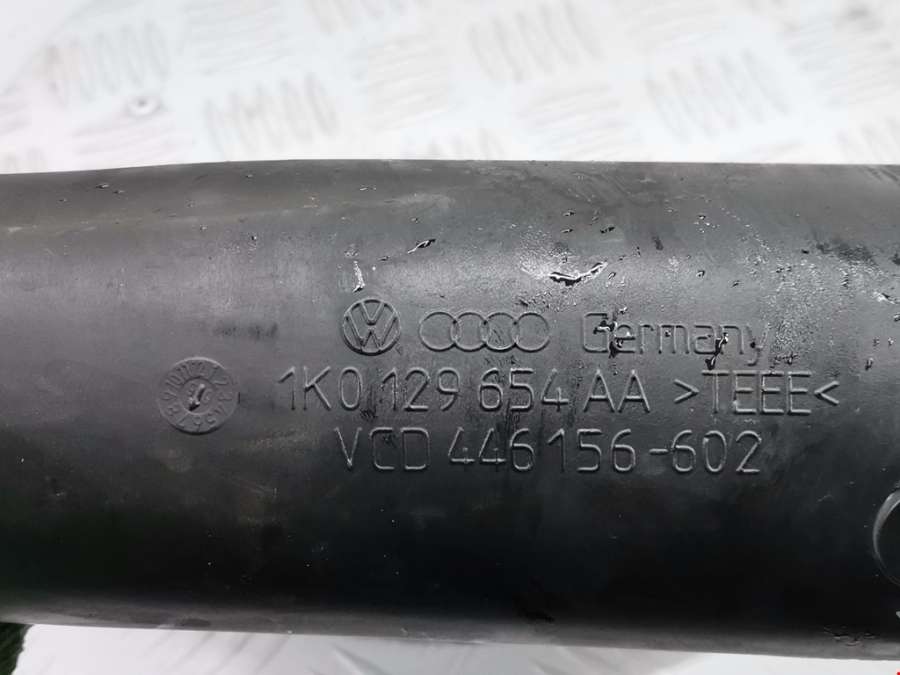 Germany
1K0 129 654 AA >TEEE<
VCD 446156-602